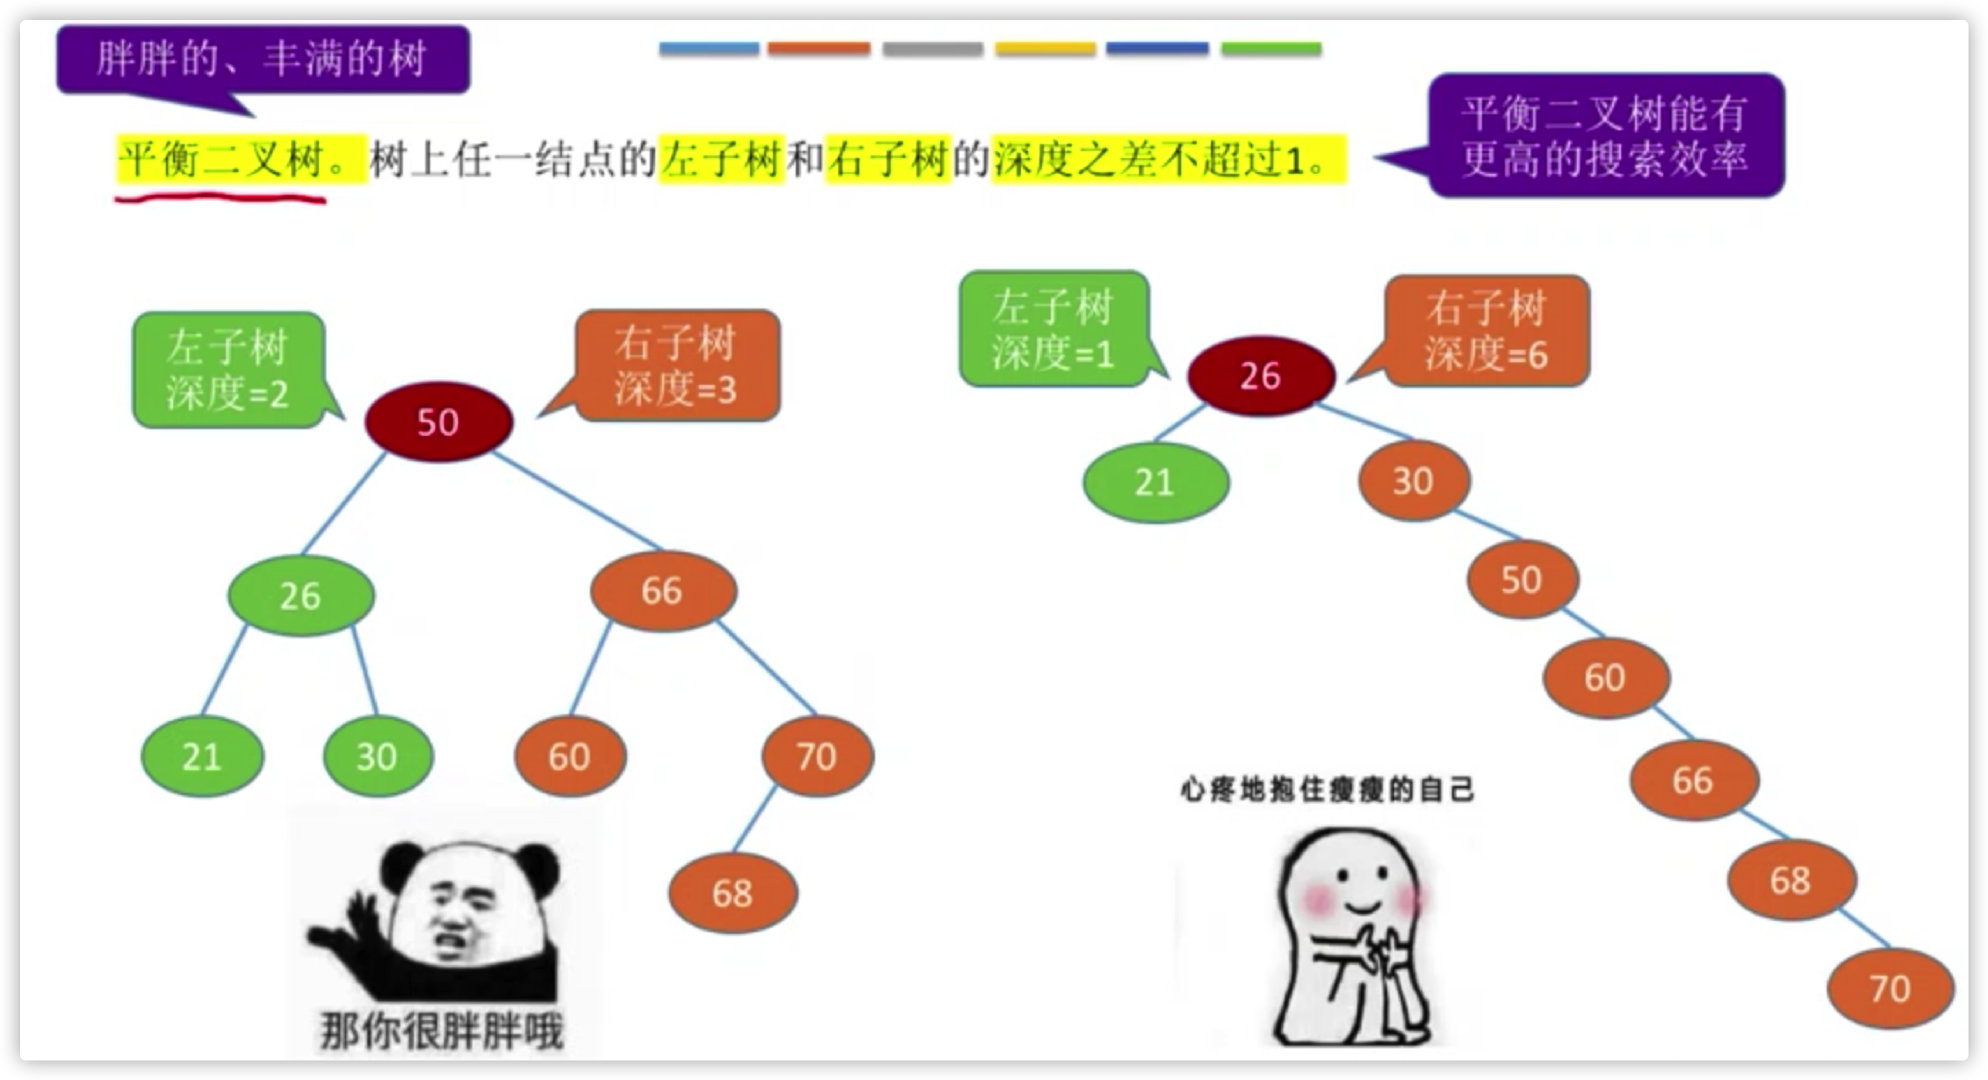 胖胖的、丰满的树
平衡二叉树。树上任一结点的左子树和右子树的深度之差不超过1。
平衡二叉树能有
更高的搜索效率
左子树
深度=2
右子树
深度=3
50
26
66
21
30
60
70
68
那你很胖胖哦
左子树
深度=1
右子树
深度=6
26
21
30
50
60
66
68
70
心疼地抱住瘦瘦的自己